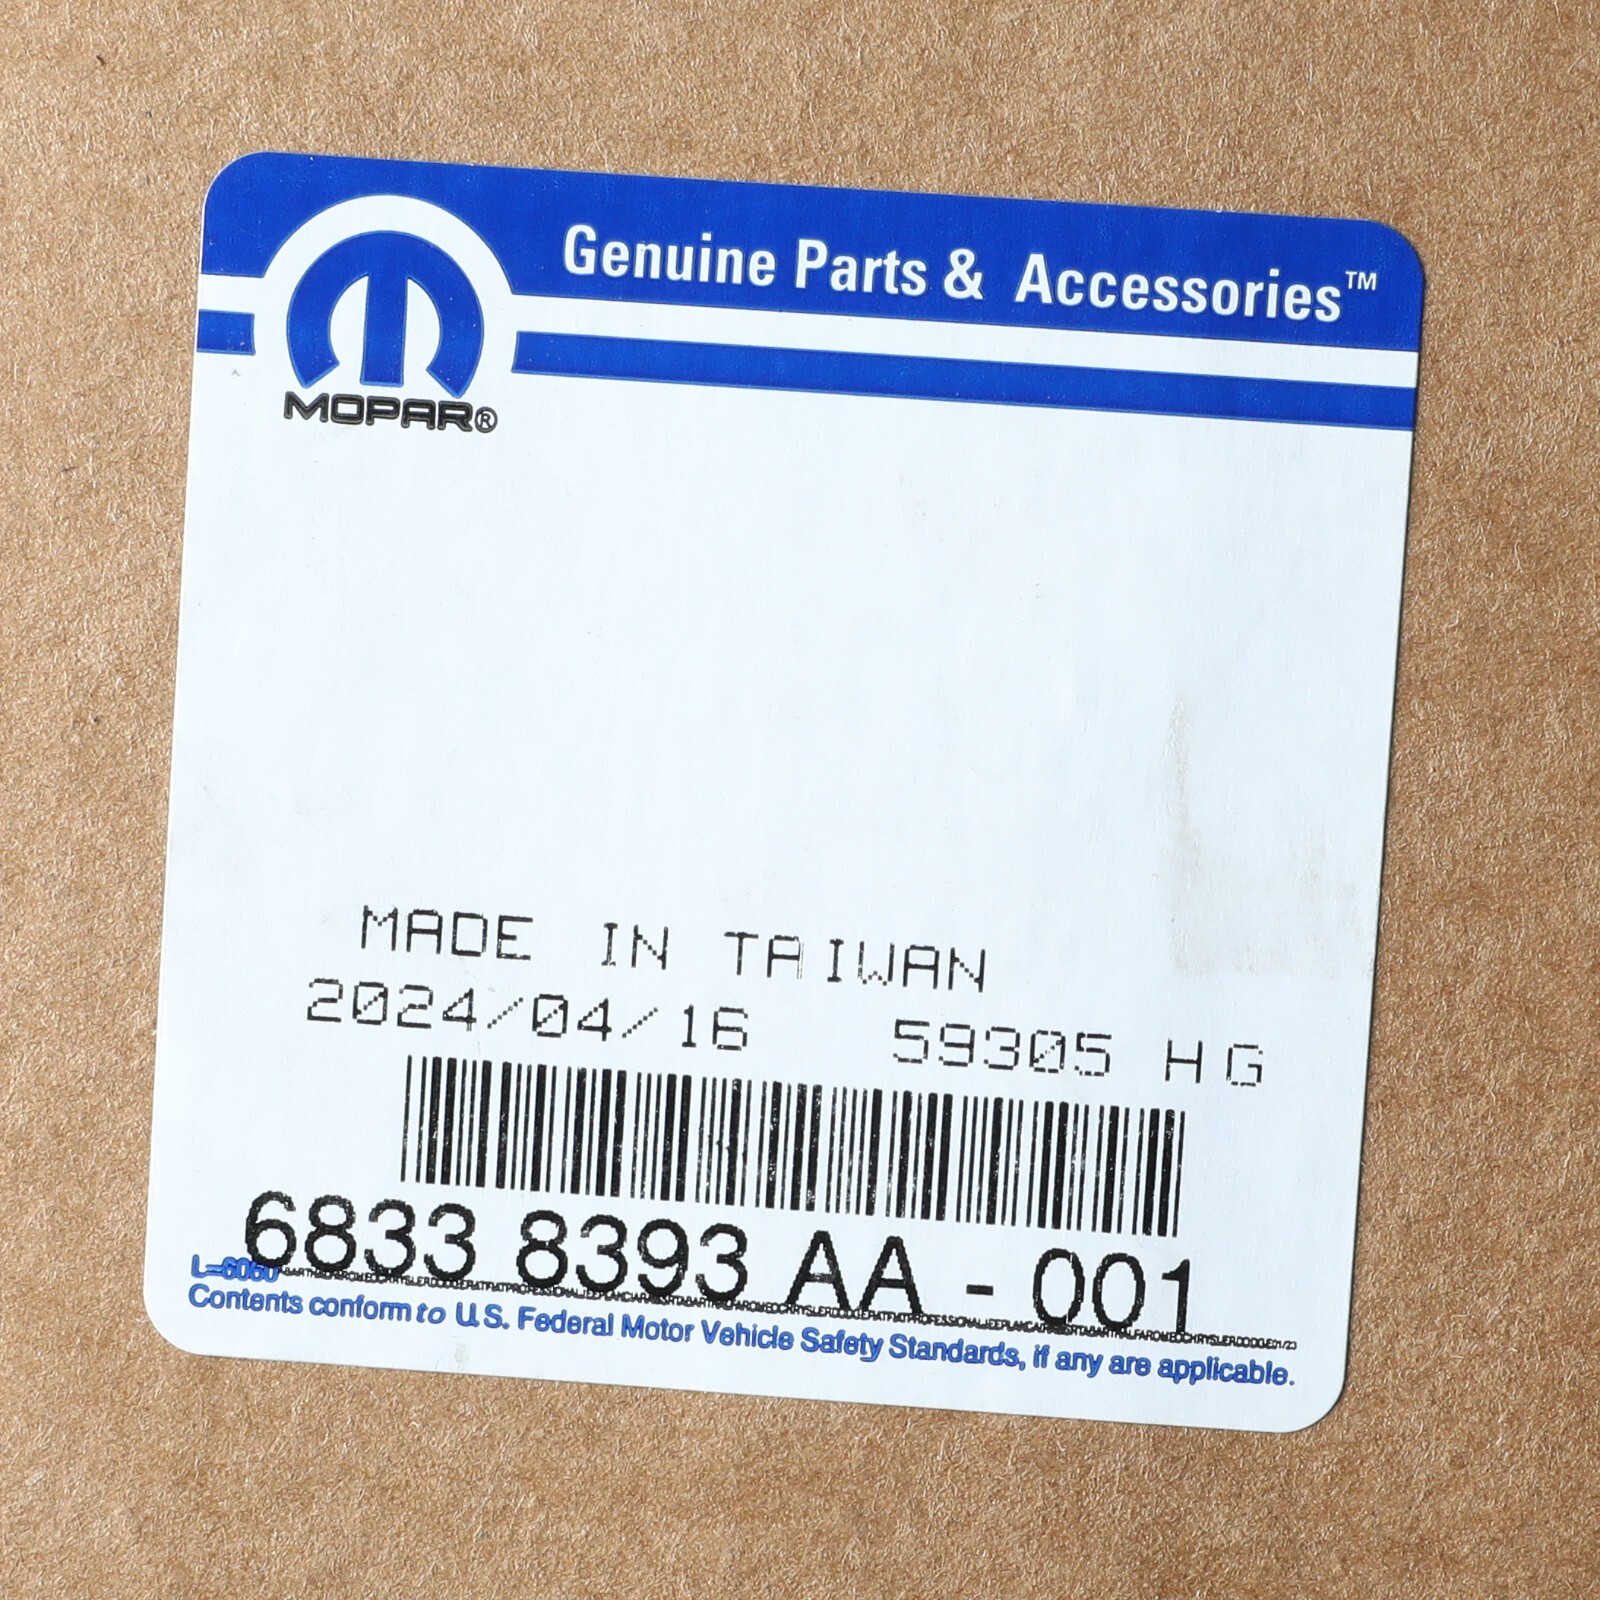 Genuine Parts & Accessories™
MOPAR®
MADE IN TAIWAN
2024/04/16 59305 HG
6833 8393 AA - 001
L-6060
Contents conform to U.S. Federal Motor Vehicle Safety Standards, if any are applicable.